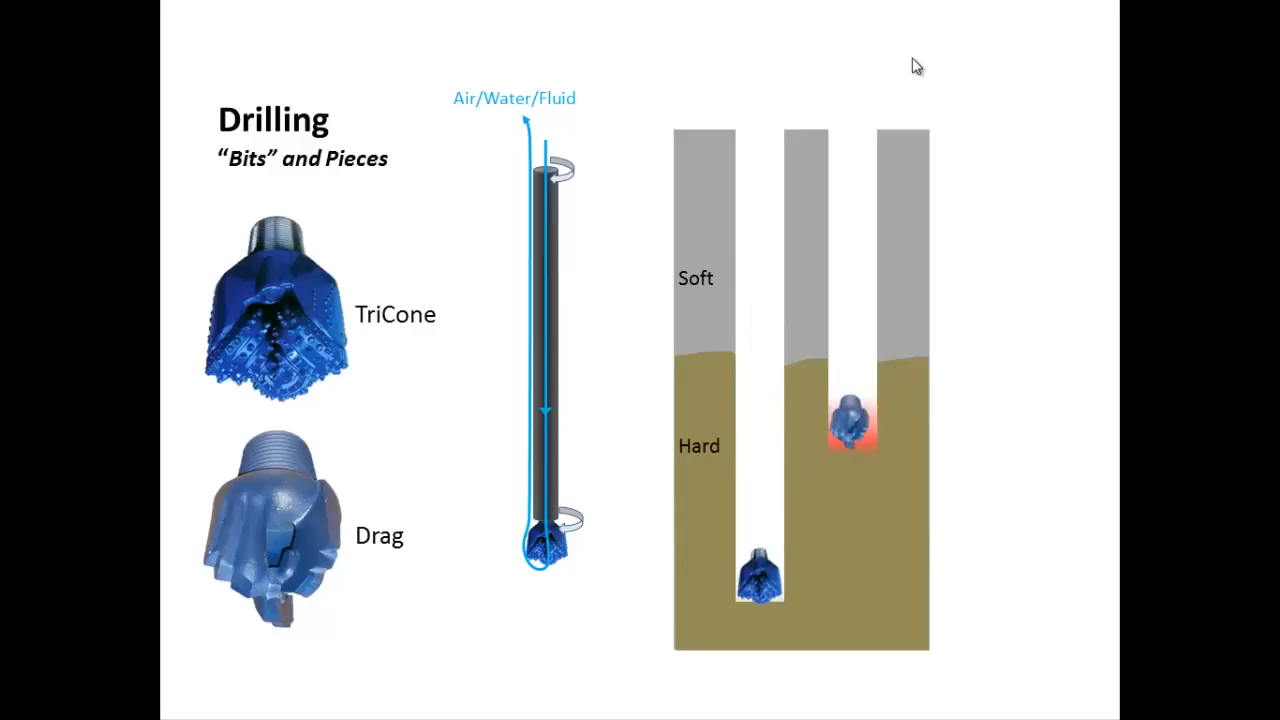 Drilling
“Bits” and Pieces
Air/Water/Fluid
TriCone
Drag
Soft
Hard